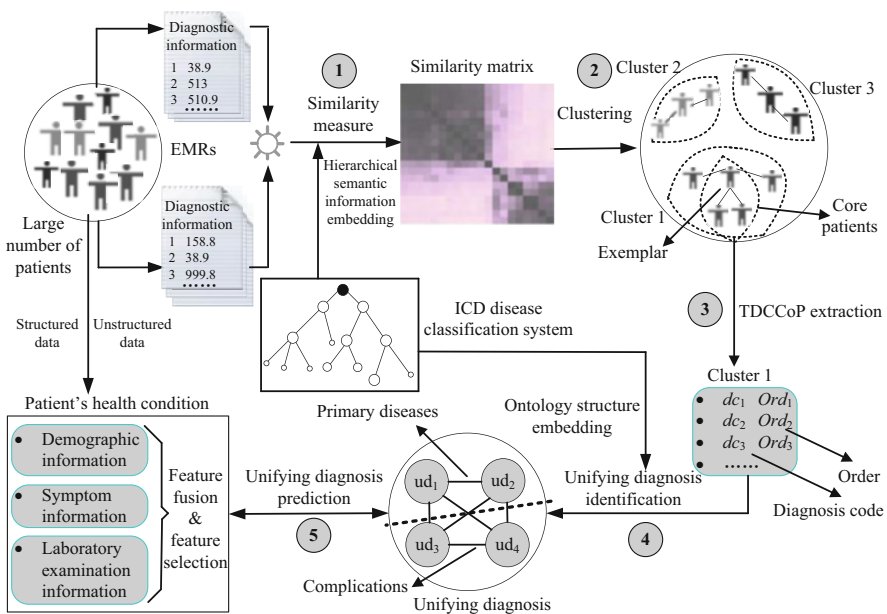 Diagnostic
information
1 38.9
2 513
3 510.9
......
EMRs
Large
number of
patients
Diagnostic
information
1 158.8
2 38.9
3 999.8
......
1
Similarity
measure
Hierarchical
semantic
information
embedding
Similarity matrix
2
Clustering
Cluster 2
Cluster 3
Cluster 1
Exemplar
Core
patients
3
TDCCoP extraction
Structured
data
Unstructured
data
ICD disease
classification system
Cluster 1
• dc1 Ord1
• dc2 Ord2
• dc3 Ord3
• ......
Order
Diagnosis code
Ontology structure
embedding
Unifying diagnosis
identification
4
Primary diseases
ud1
ud2
ud3
ud4
Complications
Unifying diagnosis
Unifying diagnosis
prediction
5
Patient's health condition
• Demographic
information
• Symptom
information
• Laboratory
examination
information
Feature
fusion
&
feature
selection